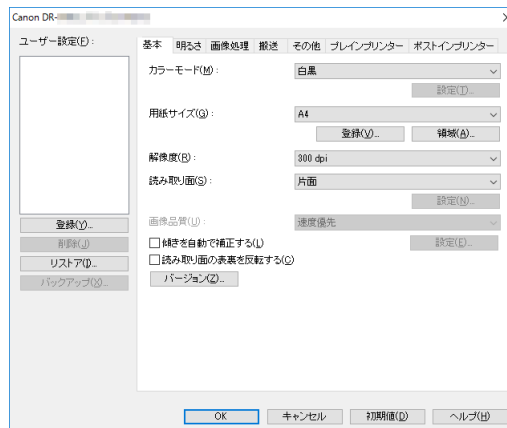 Canon DR-
ユーザー設定(F):
基本 明るさ 画像処理 搬送 その他 プレインプリンター ポストインプリンター
カラーモード(M): 白黒
設定(T)...
用紙サイズ(G): A4
登録(V)... 領域(A)...
解像度(R): 300 dpi
読み取り面(S): 片面
設定(N)...
画像品質(U): 速度優先
傾きを自動で補正する(L) 設定(E)...
読み取り面の表裏を反転する(C)
バージョン(Z)...
登録(Y)...
削除(J)
リストア(I)...
バックアップ(X)...
OK キャンセル 初期値(D) ヘルプ(H)